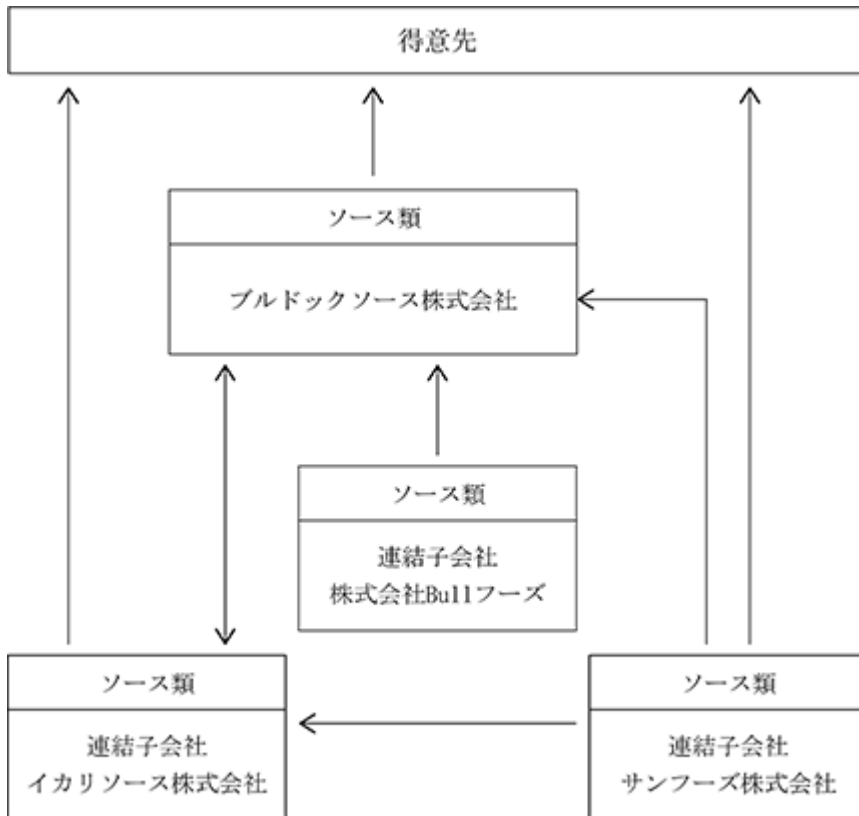 得意先
ソース類
ブルドックソース株式会社
ソース類
連結子会社
株式会社Bullフーズ
ソース類
連結子会社
イカリソース株式会社
ソース類
連結子会社
サンフーズ株式会社